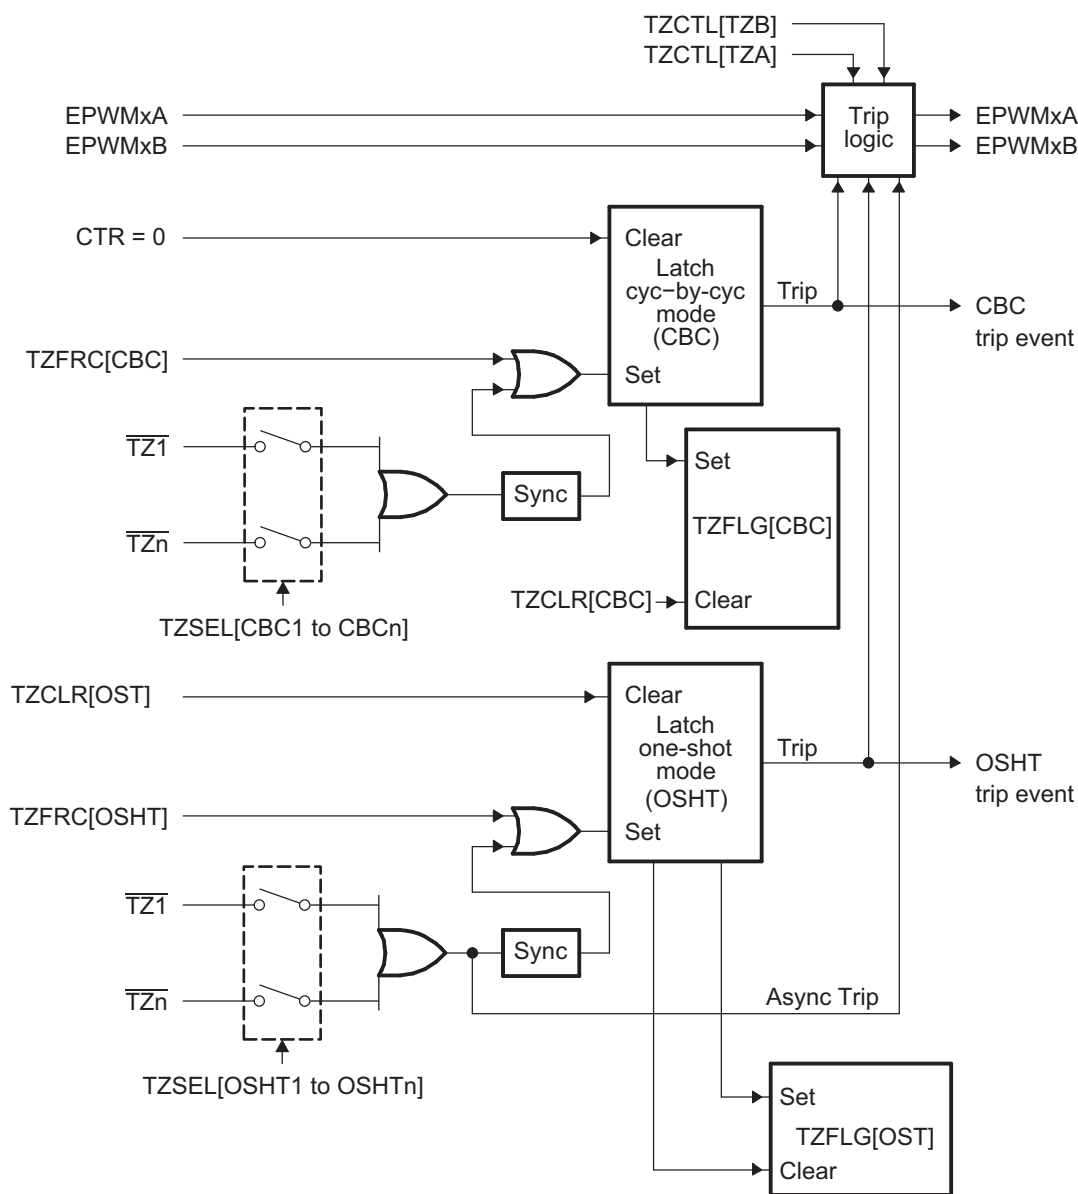 TZCTL[TZB]
TZCTL[TZA]
EPWMxA
EPWMxB
Trip
logic
EPWMxA
EPWMxB
CTR = 0
Clear
Latch
cyc−by-cyc
mode
(CBC)
Set
Trip
CBC
trip event
TZFRC[CBC]
TZ1
TZn
Sync
Set
TZFLG[CBC]
Clear
TZCLR[CBC]
TZSEL[CBC1 to CBCn]
TZCLR[OST]
Clear
Latch
one-shot
mode
(OSHT)
Set
Trip
OSHT
trip event
TZFRC[OSHT]
TZ1
TZn
Sync
Async Trip
TZSEL[OSHT1 to OSHTn]
Set
TZFLG[OST]
Clear